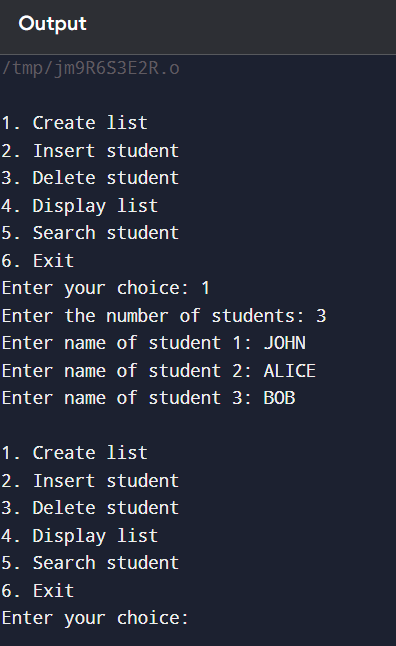 Output
/tmp/jm9R6S3E2R.o
1. Create list
2. Insert student
3. Delete student
4. Display list
5. Search student
6. Exit
Enter your choice: 1
Enter the number of students: 3
Enter name of student 1: JOHN
Enter name of student 2: ALICE
Enter name of student 3: BOB
1. Create list
2. Insert student
3. Delete student
4. Display list
5. Search student
6. Exit
Enter your choice: